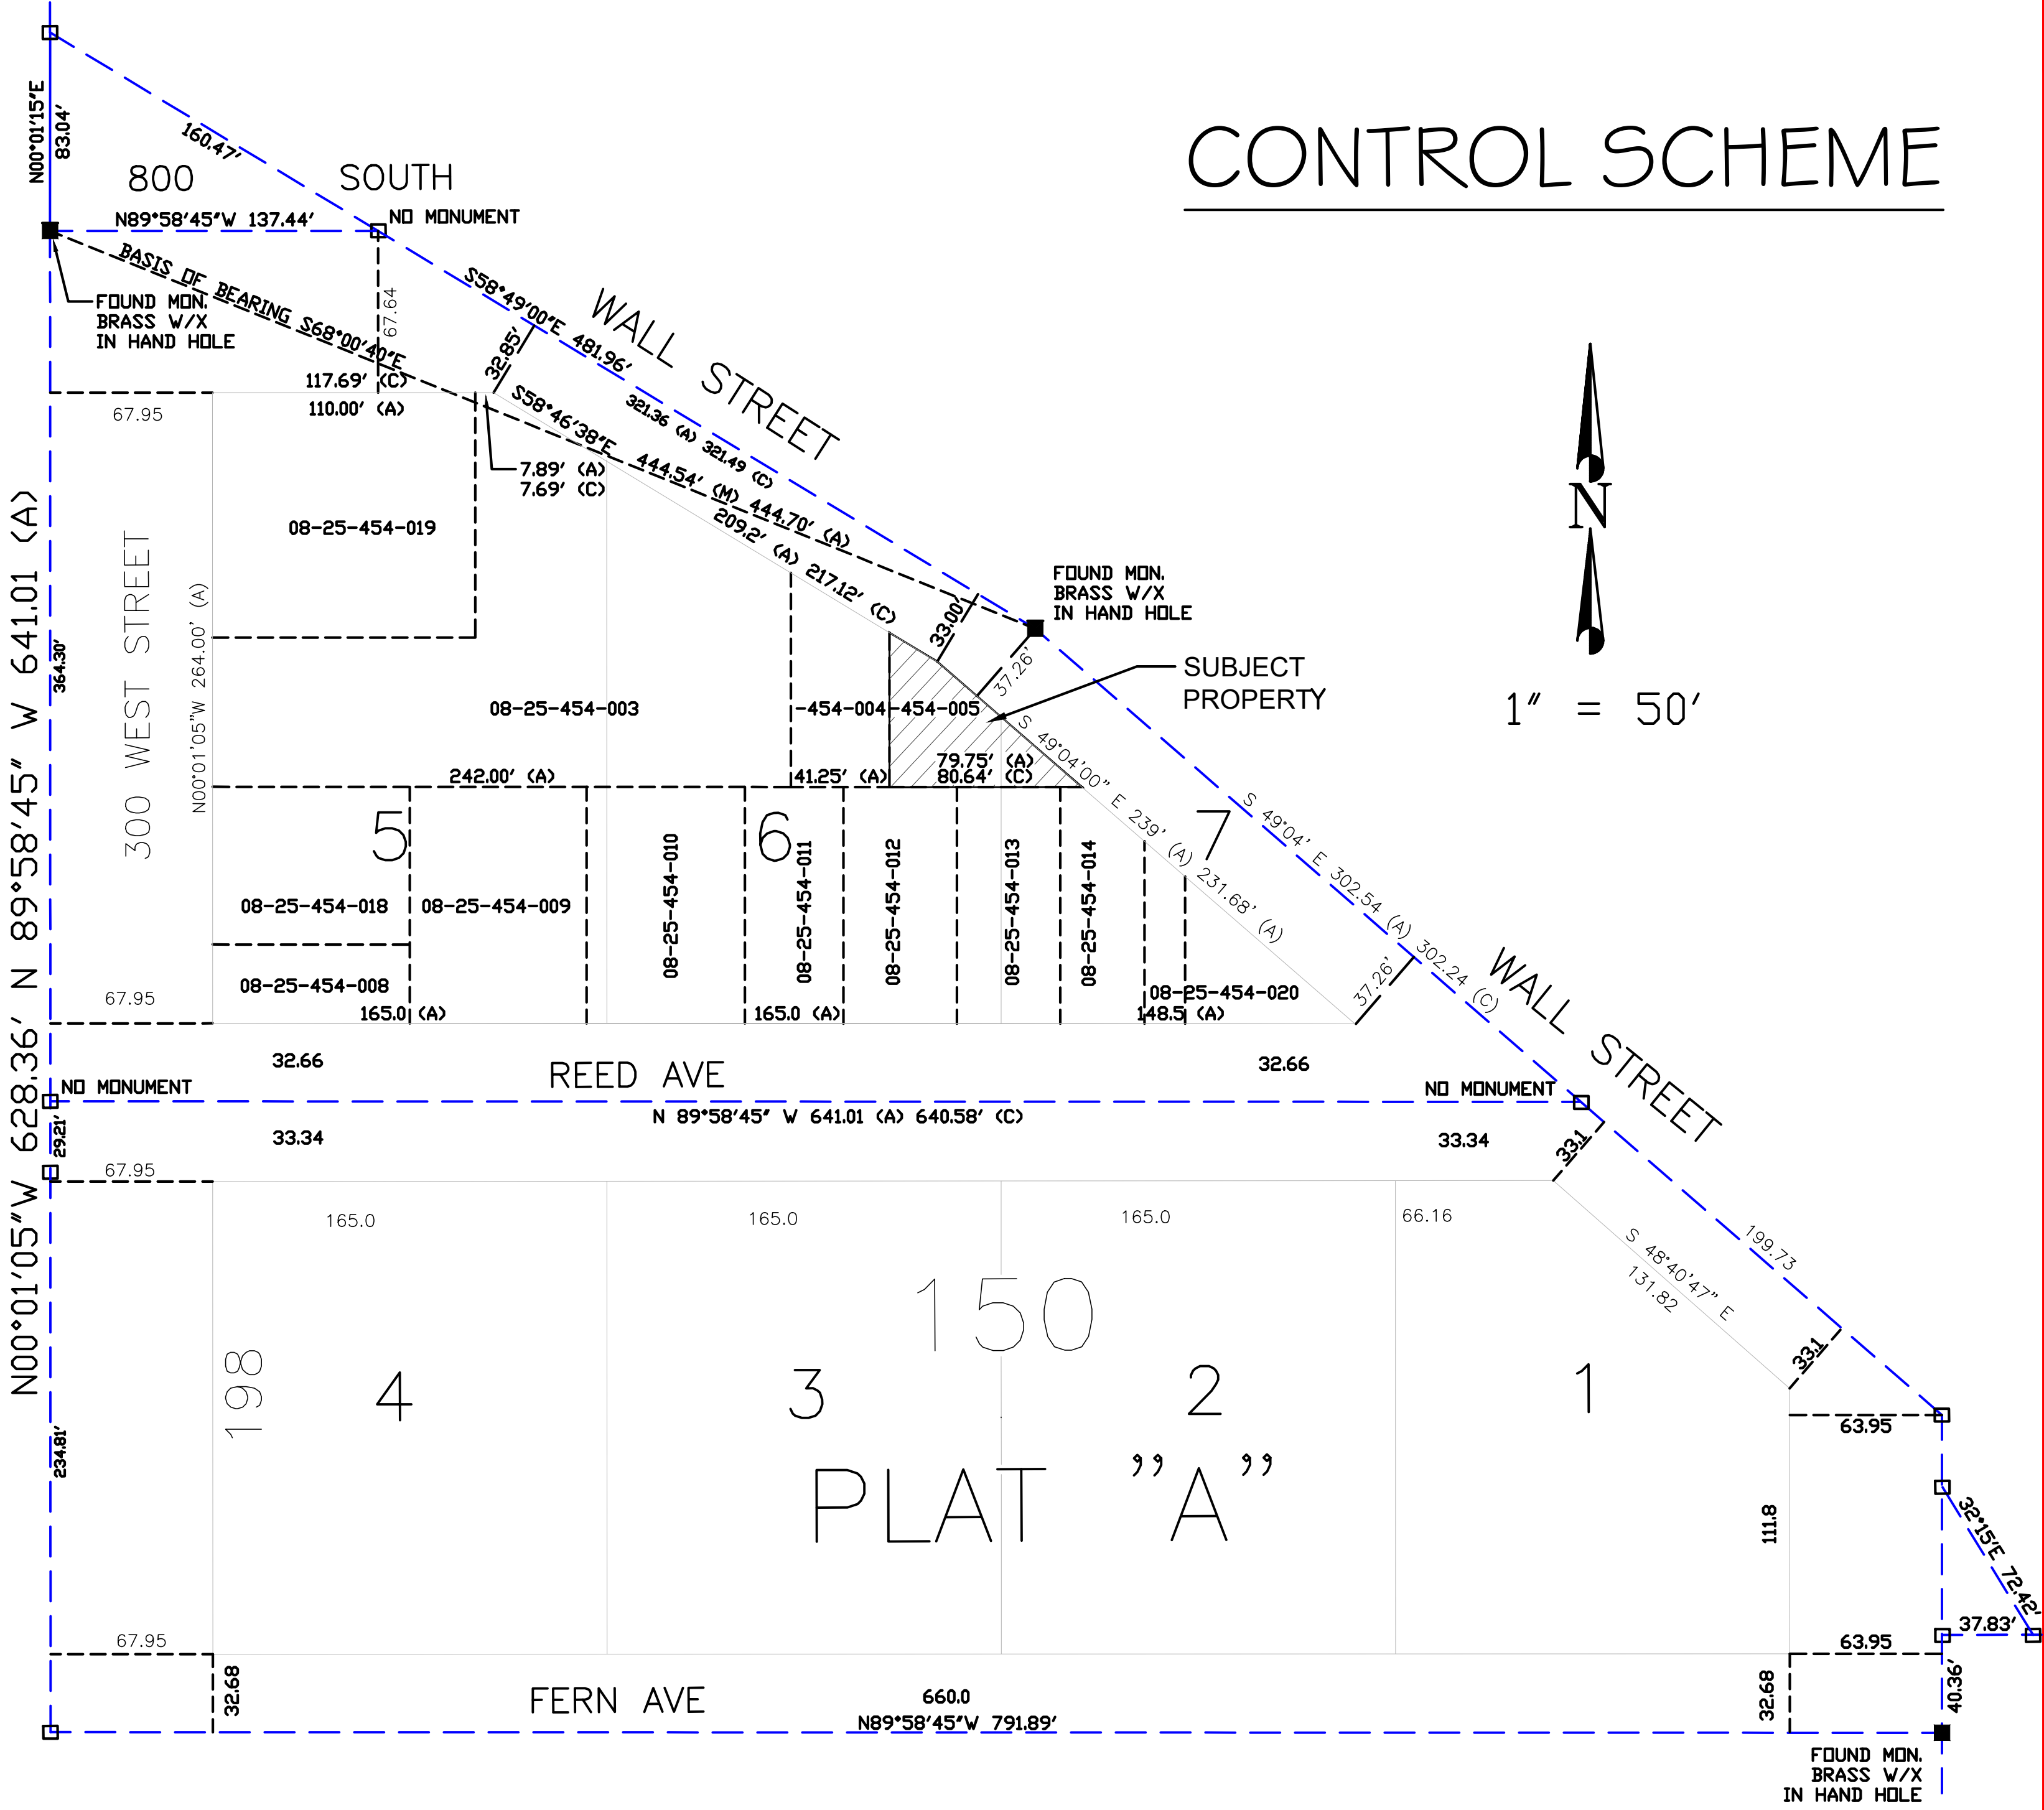 CONTROL SCHEME
N00°01'15"E
83.04'
160.47'
800 SOUTH
N89°58'45"W 137.44'
NO MONUMENT
BASIS OF BEARING S68°00'40"E
FOUND MON.
BRASS W/X
IN HAND HOLE
67.64
S58°49'00"E 481.96'
WALL STREET
32.85'
117.69' (C)
110.00' (A)
67.95
S58°46'38"E
321.36 (A) 321.49 (C)
444.54' (M) 444.70' (A)
7.89' (A)
7.69' (C)
209.2' (A) 217.12' (C)
08-25-454-019
N
1" = 50'
FOUND MON.
BRASS W/X
IN HAND HOLE
33.00'
37.26'
SUBJECT
PROPERTY
300 WEST STREET
N00°01'05"W 264.00' (A)
364.30'
N00°01'05"W 628.36' N 89°58'45" W 641.01 (A)
08-25-454-003
-454-004
-454-005
79.75' (A)
80.64' (C)
242.00' (A)
41.25' (A)
S 49°04'00" E 239' (A) 231.68' (A)
S 49°04' E 302.54 (A) 302.24 (C)
5
6
7
08-25-454-018
08-25-454-009
08-25-454-010
08-25-454-011
08-25-454-012
08-25-454-013
08-25-454-014
08-25-454-008
08-25-454-020
67.95
165.0 (A)
165.0 (A)
148.5 (A)
37.26'
WALL STREET
32.66
REED AVE
32.66
NO MONUMENT
NO MONUMENT
N 89°58'45" W 641.01 (A) 640.58' (C)
29.21'
33.34
33.34
33.1
67.95
165.0
165.0
165.0
66.16
S 48°40'47" E
131.82
199.73
33.1
150
198
4
3
2
1
PLAT "A"
234.81'
63.95
111.8
32°15'E 72.42'
37.83'
67.95
63.95
32.68
32.68
40.36'
FERN AVE
660.0
N89°58'45"W 791.89'
FOUND MON.
BRASS W/X
IN HAND HOLE